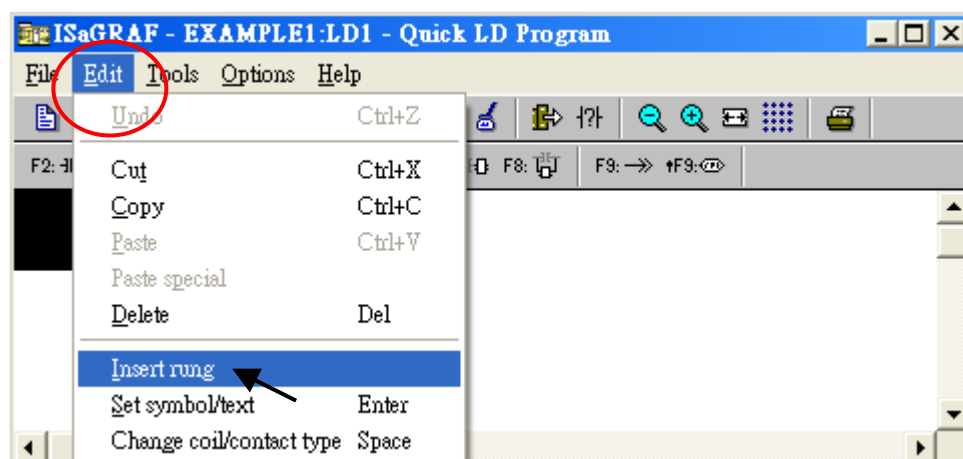 ISaGRAF - EXAMPLE1:LD1 - Quick LD Program
File Edit Tools Options Help
Undo Ctrl+Z
F2: F8: F9: F9:
Cut Ctrl+X
Copy Ctrl+C
Paste Ctrl+V
Paste special
Delete Del
Insert rung
Set symbol/text Enter
Change coil/contact type Space